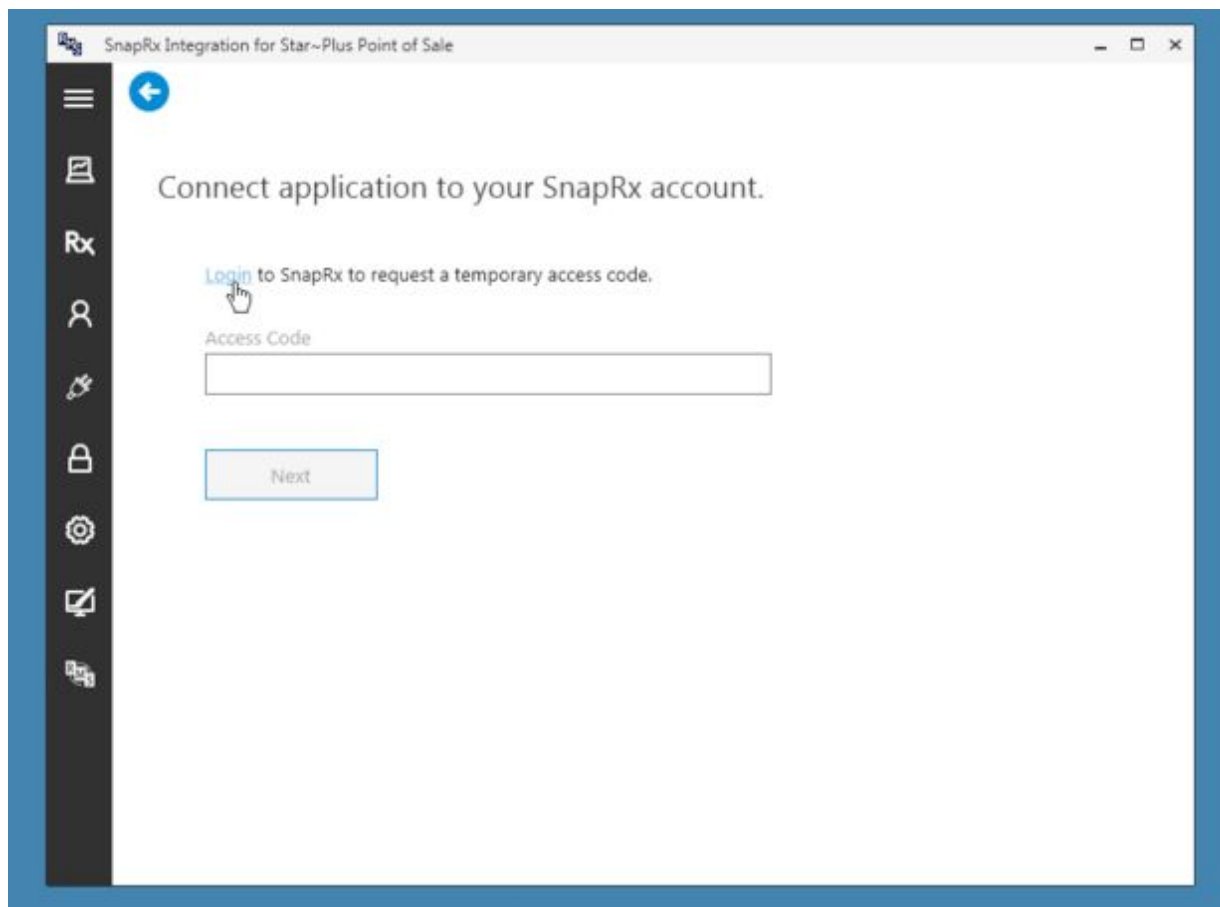 SnapRx Integration for Star~Plus Point of Sale
Connect application to your SnapRx account.
Rx
Login to SnapRx to request a temporary access code.
Access Code
Next